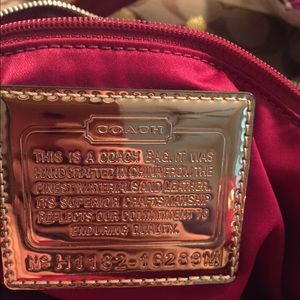 COACH
THIS IS A COACH BAG. IT WAS
HANDCRAFTED IN CHINA FROM THE
FINEST MATERIALS AND LEATHER.
ITS SUPERIOR CRAFTSMANSHIP
REFLECTS OUR COMMITMENT TO
ENDURING QUALITY.
Nº H1132-16289M